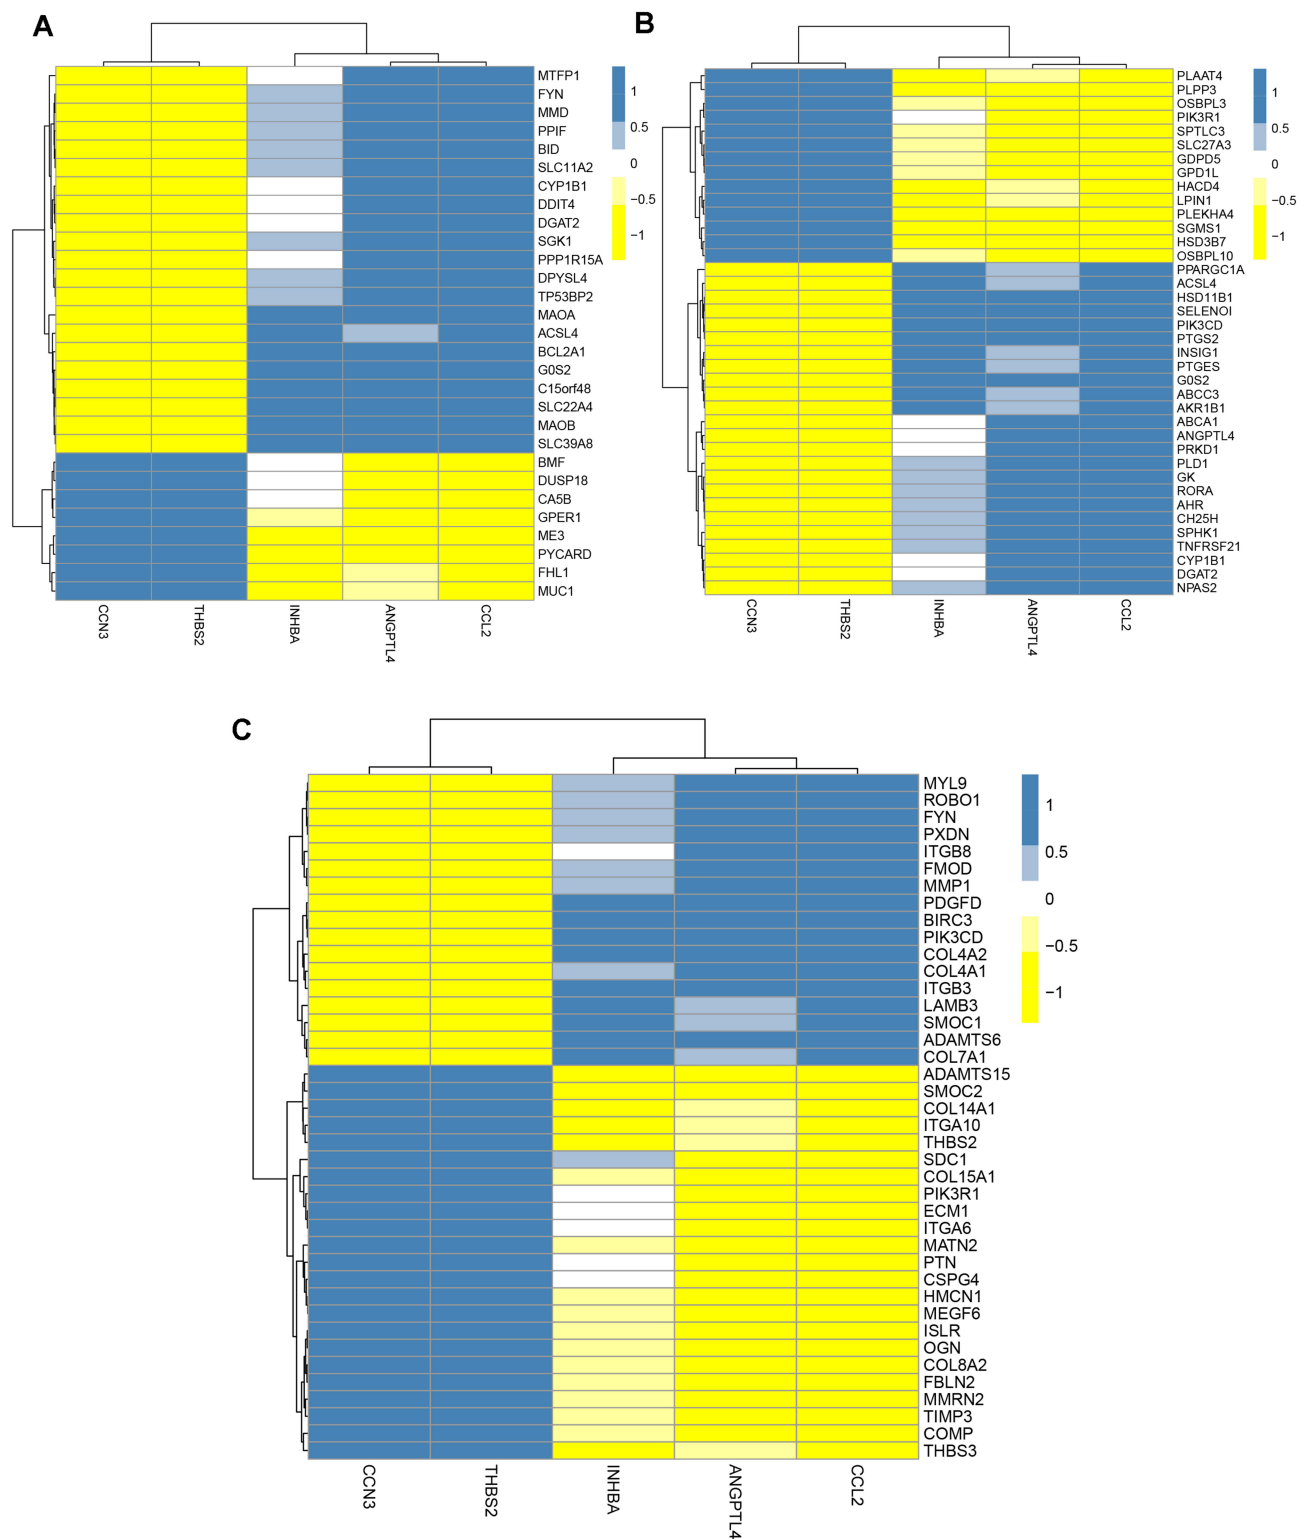 A
MTFP1
FYN
MMD
PPIF
BID
SLC11A2
CYP1B1
DDIT4
DGAT2
SGK1
PPP1R15A
DPYSL4
TP53BP2
MAOA
ACSL4
BCL2A1
G0S2
C15orf48
SLC22A4
MAOB
SLC39A8
BMF
DUSP18
CA5B
GPER1
ME3
PYCARD
FHL1
MUC1
1
0.5
0
−0.5
−1
CCN3
THBS2
INHBA
ANGPTL4
CCL2
B
PLAAT4
PLPP3
OSBPL3
PIK3R1
SPTLC3
SLC27A3
GDPD5
GPD1L
HACD4
LPIN1
PLEKHA4
SGMS1
HSD3B7
OSBPL10
PPARGC1A
ACSL4
HSD11B1
SELENOI
PIK3CD
PTGS2
INSIG1
PTGES
G0S2
ABCC3
AKR1B1
ABCA1
ANGPTL4
PRKD1
PLD1
GK
RORA
AHR
CH25H
SPHK1
TNFRSF21
CYP1B1
DGAT2
NPAS2
1
0.5
0
−0.5
−1
CCN3
THBS2
INHBA
ANGPTL4
CCL2
C
MYL9
ROBO1
FYN
PXDN
ITGB8
FMOD
MMP1
PDGFD
BIRC3
PIK3CD
COL4A2
COL4A1
ITGB3
LAMB3
SMOC1
ADAMTS6
COL7A1
ADAMTS15
SMOC2
COL14A1
ITGA10
THBS2
SDC1
COL15A1
PIK3R1
ECM1
ITGA6
MATN2
PTN
CSPG4
HMCN1
MEGF6
ISLR
OGN
COL8A2
FBLN2
MMRN2
TIMP3
COMP
THBS3
1
0.5
0
−0.5
−1
CCN3
THBS2
INHBA
ANGPTL4
CCL2